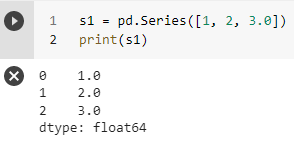 1 s1 = pd.Series([1, 2, 3.0])
2 print(s1)
0 1.0
1 2.0
2 3.0
dtype: float64